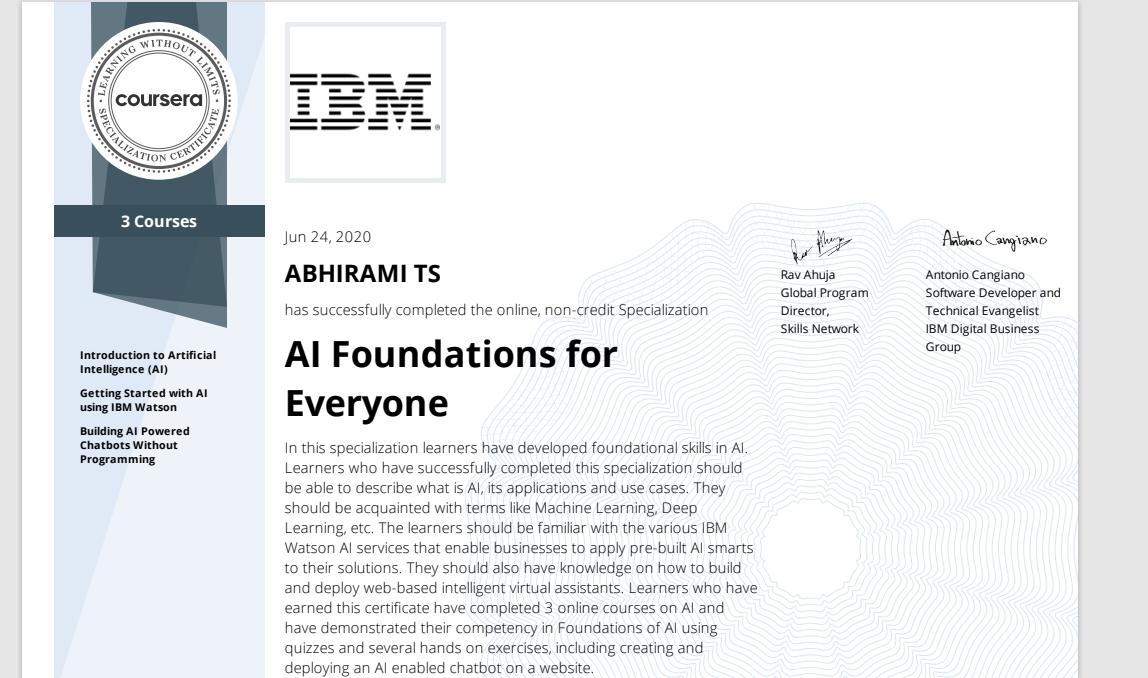 LEARNING WITHOUT LIMITS
coursera
SPECIALIZATION CERTIFICATE
3 Courses
Introduction to Artificial
Intelligence (AI)
Getting Started with AI
using IBM Watson
Building AI Powered
Chatbots Without
Programming
IBM®
Jun 24, 2020
ABHIRAMI TS
has successfully completed the online, non-credit Specialization
AI Foundations for
Everyone
In this specialization learners have developed foundational skills in AI.
Learners who have successfully completed this specialization should
be able to describe what is AI, its applications and use cases. They
should be acquainted with terms like Machine Learning, Deep
Learning, etc. The learners should be familiar with the various IBM
Watson AI services that enable businesses to apply pre-built AI smarts
to their solutions. They should also have knowledge on how to build
and deploy web-based intelligent virtual assistants. Learners who have
earned this certificate have completed 3 online courses on AI and
have demonstrated their competency in Foundations of AI using
quizzes and several hands on exercises, including creating and
deploying an AI enabled chatbot on a website.
Rav Ahuja
Rav Ahuja
Global Program
Director,
Skills Network
Antonio Cangiano
Antonio Cangiano
Software Developer and
Technical Evangelist
IBM Digital Business
Group